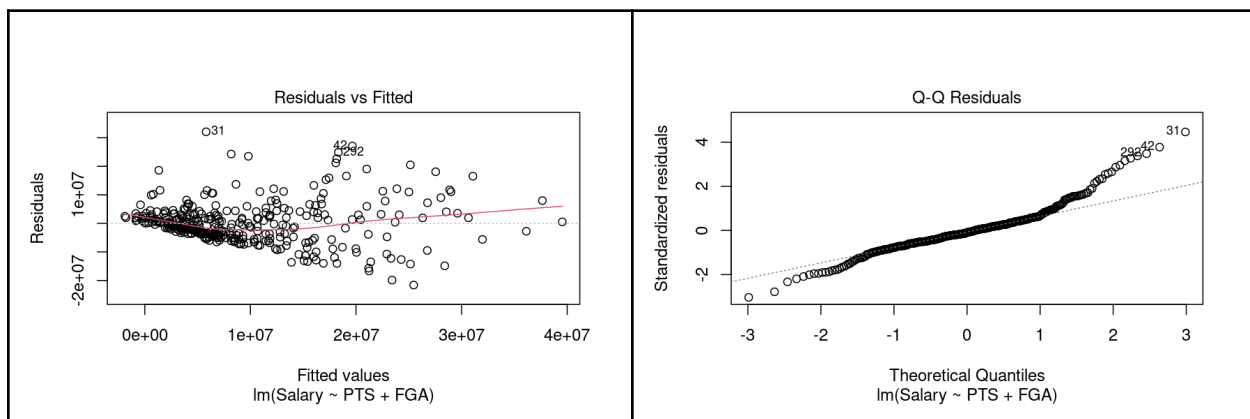 Residuals vs Fitted
31
42
292
Residuals
-2e+07
1e+07
0e+00
1e+07
2e+07
3e+07
4e+07
Fitted values
lm(Salary ~ PTS + FGA)
Q-Q Residuals
31
42
292
Standardized residuals
-2
0
2
4
-3
-2
-1
0
1
2
3
Theoretical Quantiles
lm(Salary ~ PTS + FGA)